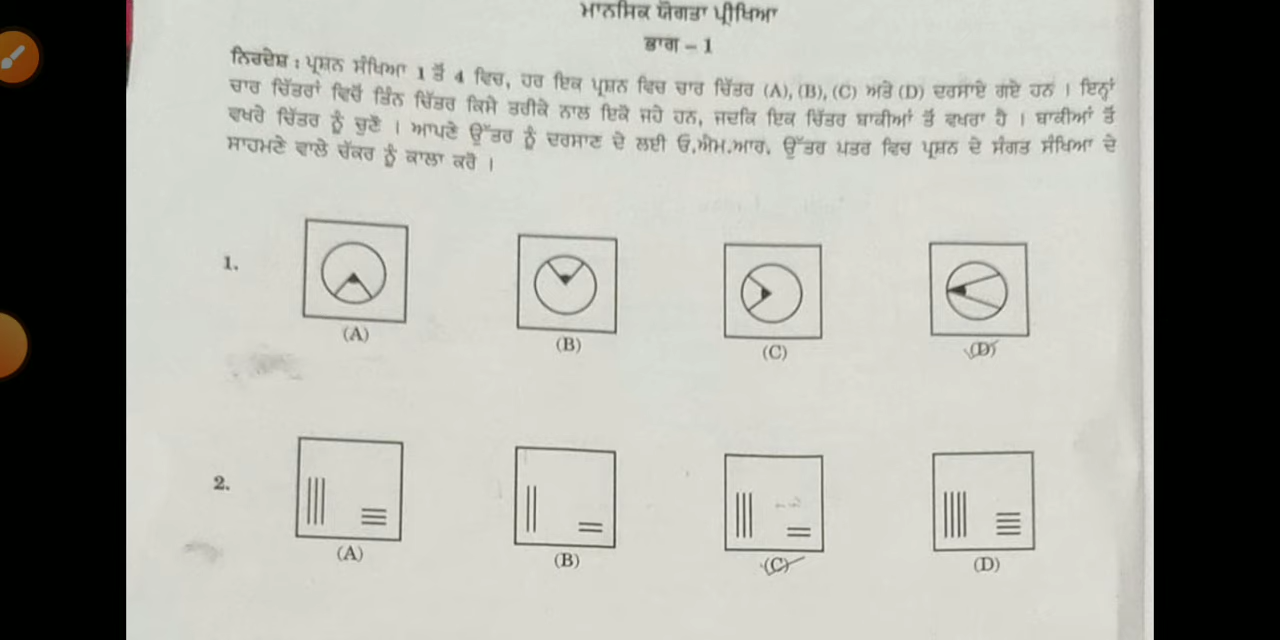 ਮਾਨਸਿਕ ਯੋਗਤਾ ਪ੍ਰੀਖਿਆ
ਭਾਗ – 1
ਨਿਰਦੇਸ਼ : ਪ੍ਰਸ਼ਨ ਸੰਖਿਆ 1 ਤੋਂ 4 ਵਿਚ, ਹਰ ਇਕ ਪ੍ਰਸ਼ਨ ਵਿਚ ਚਾਰ ਚਿੱਤਰ (A), (B), (C) ਅਤੇ (D) ਦਰਸਾਏ ਗਏ ਹਨ । ਇਨ੍ਹਾਂ
ਚਾਰ ਚਿੱਤਰਾਂ ਵਿਚੋਂ ਤਿੰਨ ਚਿੱਤਰ ਕਿਸੇ ਤਰੀਕੇ ਨਾਲ ਇਕੋ ਜਹੇ ਹਨ, ਜਦਕਿ ਇਕ ਚਿੱਤਰ ਬਾਕੀਆਂ ਤੋਂ ਵਖਰਾ ਹੈ । ਬਾਕੀਆਂ ਤੋਂ
ਵਖਰੇ ਚਿੱਤਰ ਨੂੰ ਚੁਣੋ । ਆਪਣੇ ਉੱਤਰ ਨੂੰ ਦਰਸਾਣ ਦੇ ਲਈ ਓ.ਐਮ.ਆਰ. ਉੱਤਰ ਪਤਰ ਵਿਚ ਪ੍ਰਸ਼ਨ ਦੇ ਸੰਗਤ ਸੰਖਿਆ ਦੇ
ਸਾਹਮਣੇ ਵਾਲੇ ਚੱਕਰ ਨੂੰ ਕਾਲਾ ਕਰੋ ।
1.
(A) (B) (C) (D)
2.
(A) (B) (C) (D)